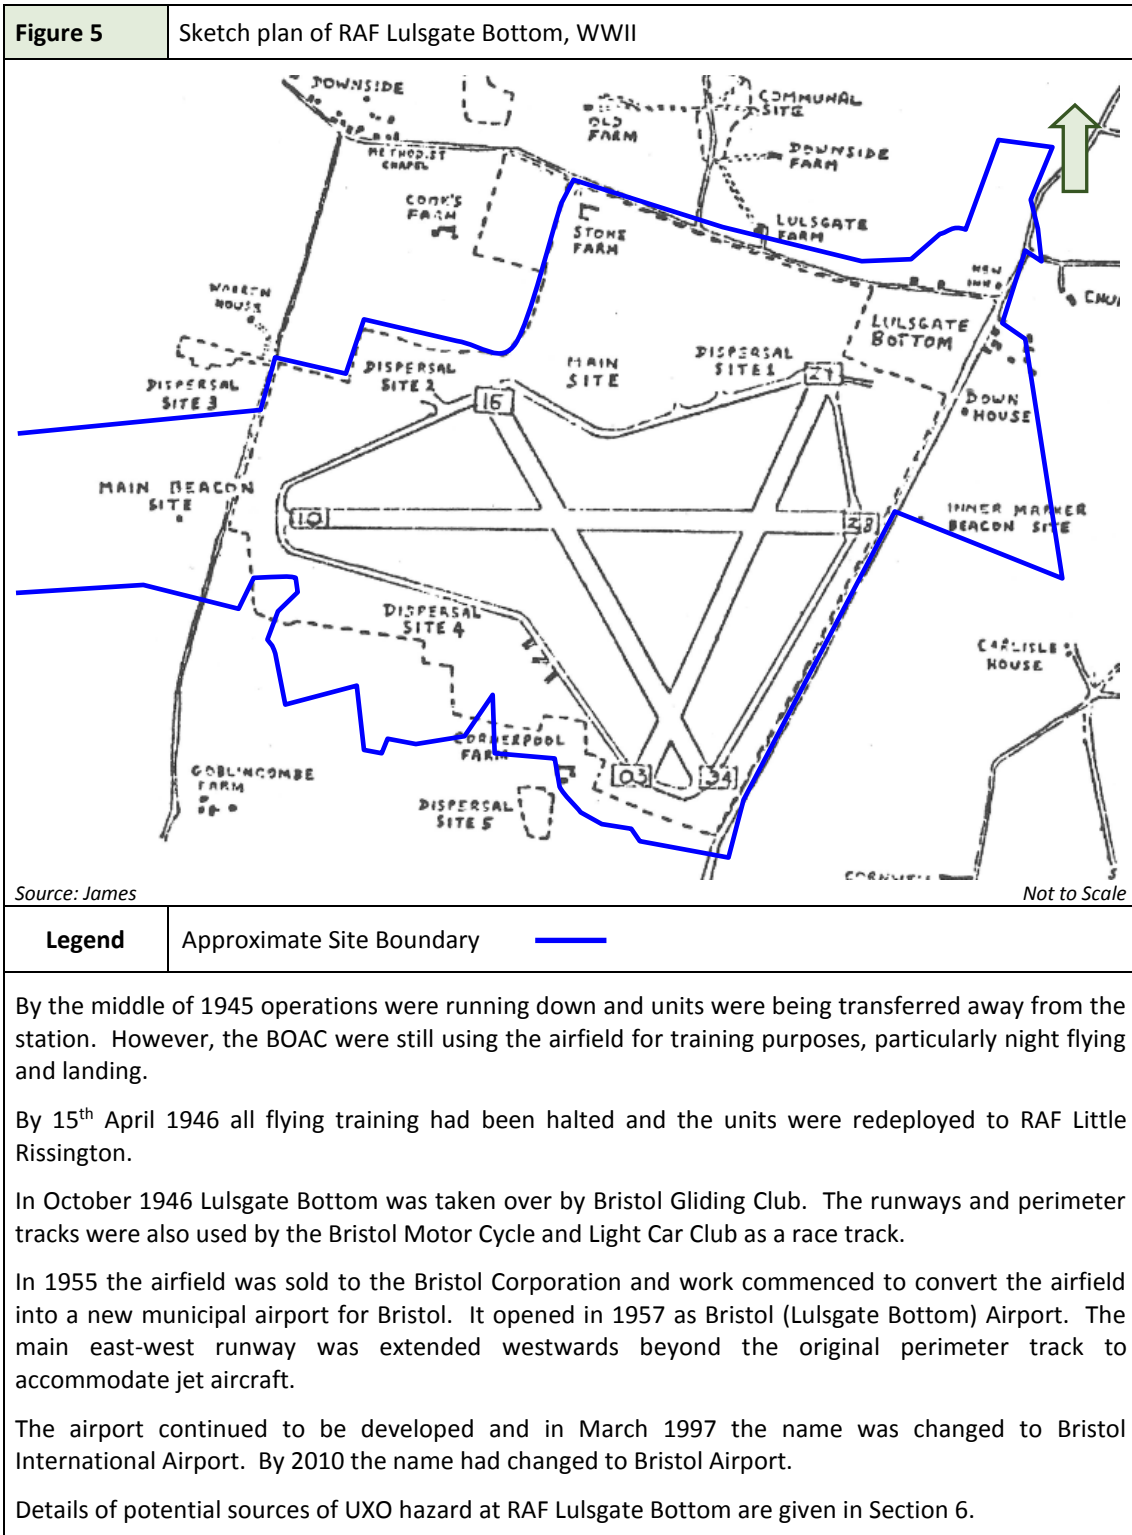 Figure 5
Sketch plan of RAF Lulsgate Bottom, WWII
DOWNSIDE
METHODIST
CHAPEL
OLD
FARM
COMMUNAL
SITE
DOWNSIDE
FARM
COOK'S
FARM
STONE
FARM
LULSGATE
FARM
NEW
INN
CHU
WARREN
HOUSE
LULSGATE
BOTTOM
DISPERSAL
SITE 3
DISPERSAL
SITE 2
MAIN
SITE
DISPERSAL
SITE 1
16
21
DOWN
HOUSE
MAIN BEACON
SITE
10
28
INNER MARKER
BEACON SITE
DISPERSAL
SITE 4
CARLISLE
HOUSE
CORNERPOOL
FARM
03
34
GOBLINCOMBE
FARM
DISPERSAL
SITE 5
Source: James
Not to Scale
Legend
Approximate Site Boundary
By the middle of 1945 operations were running down and units were being transferred away from the
station. However, the BOAC were still using the airfield for training purposes, particularly night flying
and landing.
By 15th April 1946 all flying training had been halted and the units were redeployed to RAF Little
Rissington.
In October 1946 Lulsgate Bottom was taken over by Bristol Gliding Club. The runways and perimeter
tracks were also used by the Bristol Motor Cycle and Light Car Club as a race track.
In 1955 the airfield was sold to the Bristol Corporation and work commenced to convert the airfield
into a new municipal airport for Bristol. It opened in 1957 as Bristol (Lulsgate Bottom) Airport. The
main east-west runway was extended westwards beyond the original perimeter track to
accommodate jet aircraft.
The airport continued to be developed and in March 1997 the name was changed to Bristol
International Airport. By 2010 the name had changed to Bristol Airport.
Details of potential sources of UXO hazard at RAF Lulsgate Bottom are given in Section 6.